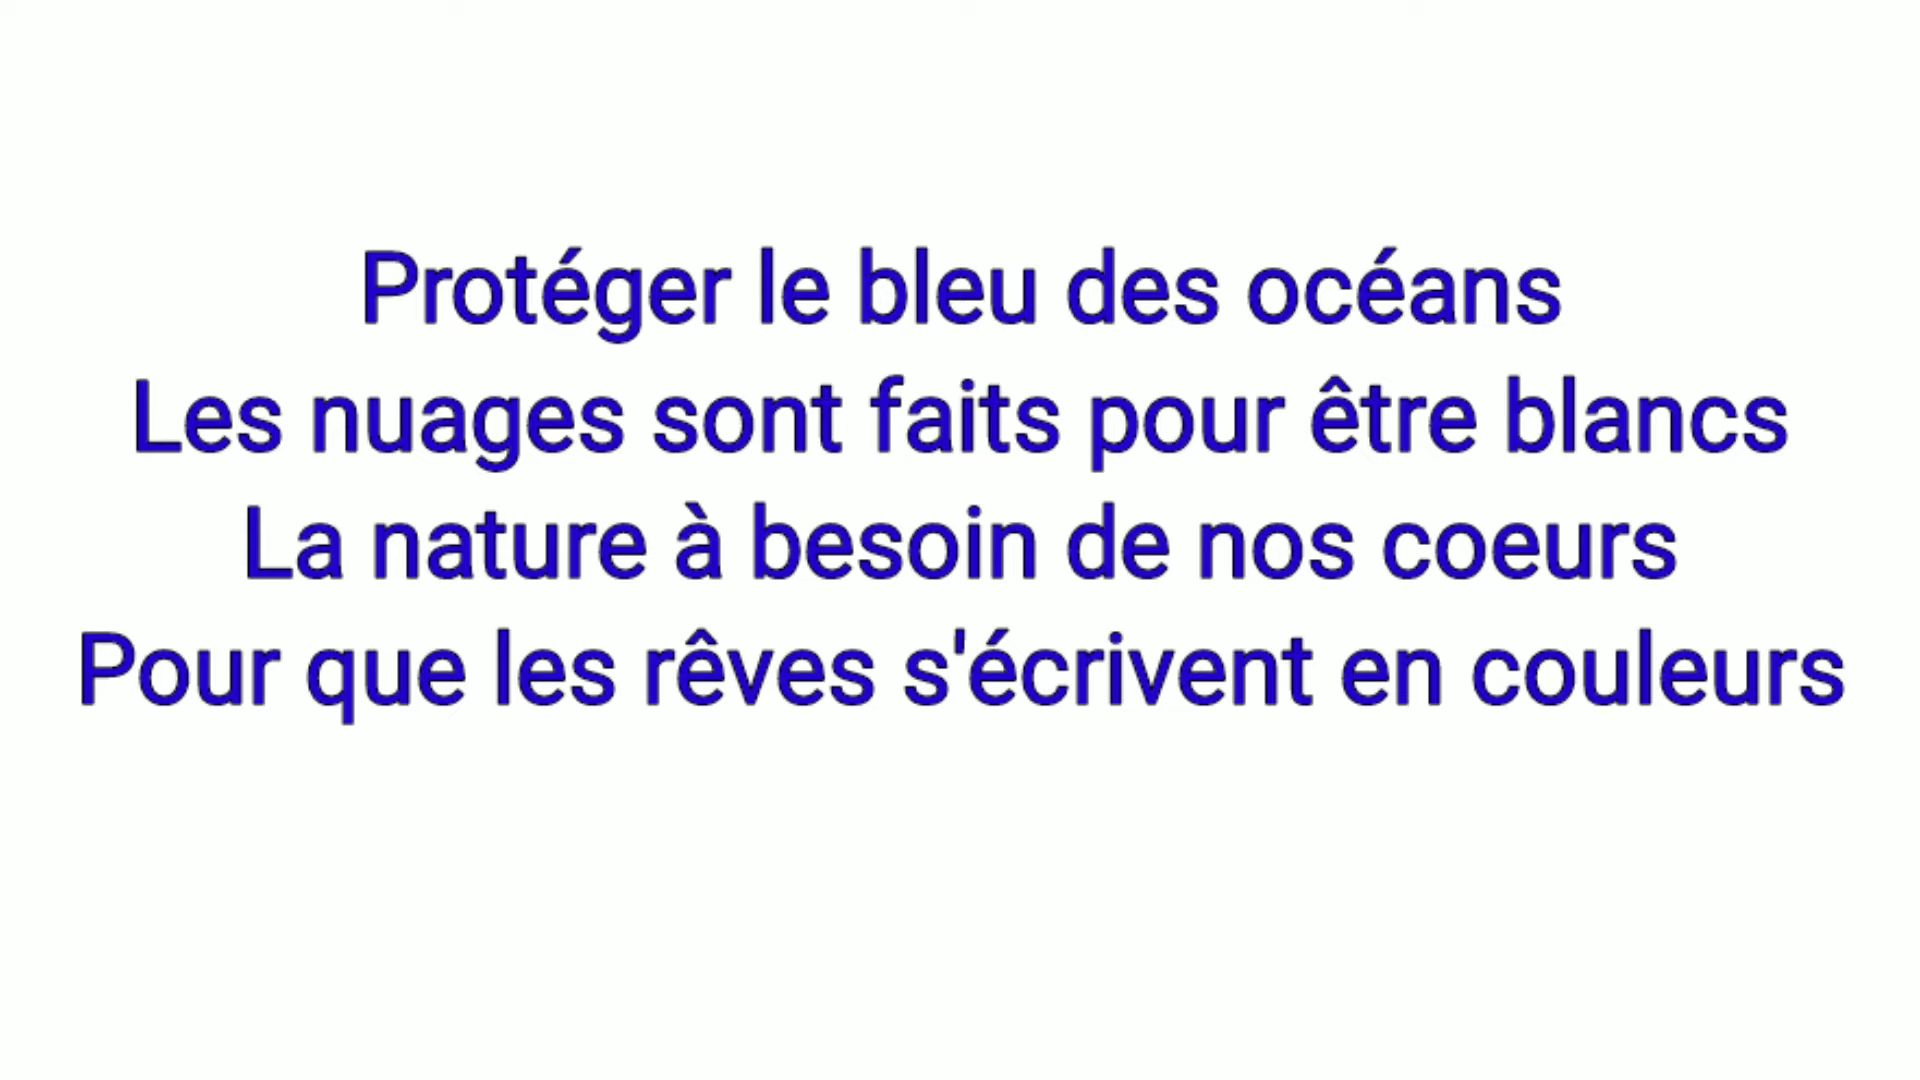 Protéger le bleu des océans
Les nuages sont faits pour être blancs
La nature à besoin de nos coeurs
Pour que les rêves s'écrivent en couleurs